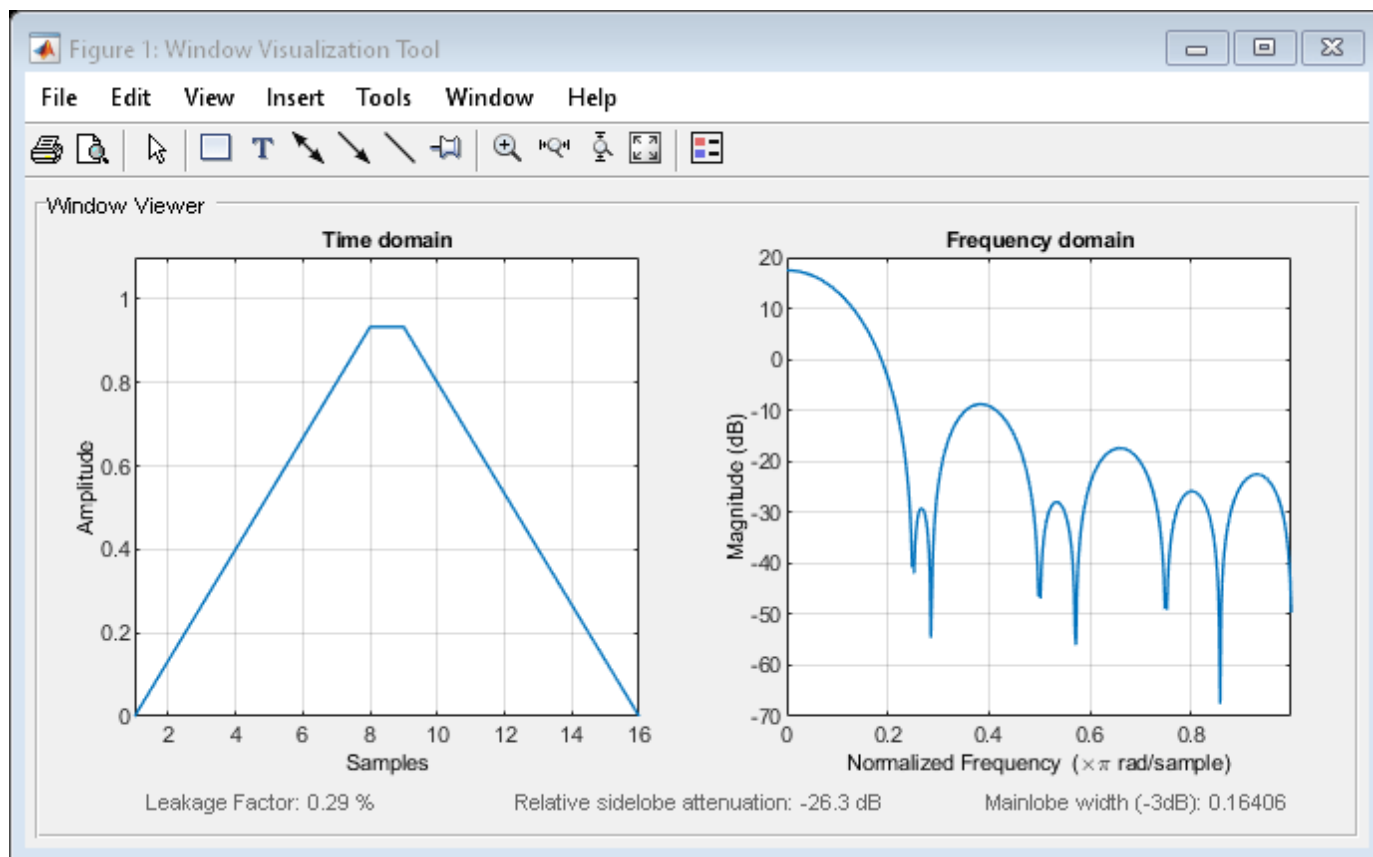 Figure 1: Window Visualization Tool
File Edit View Insert Tools Window Help
T
Window Viewer
Time domain
1
0.8
0.6
0.4
0.2
0
Amplitude
2 4 6 8 10 12 14 16
Samples
Frequency domain
20
10
0
-10
-20
-30
-40
-50
-60
-70
Magnitude (dB)
0 0.2 0.4 0.6 0.8
Normalized Frequency (×π rad/sample)
Leakage Factor: 0.29 %
Relative sidelobe attenuation: -26.3 dB
Mainlobe width (-3dB): 0.16406